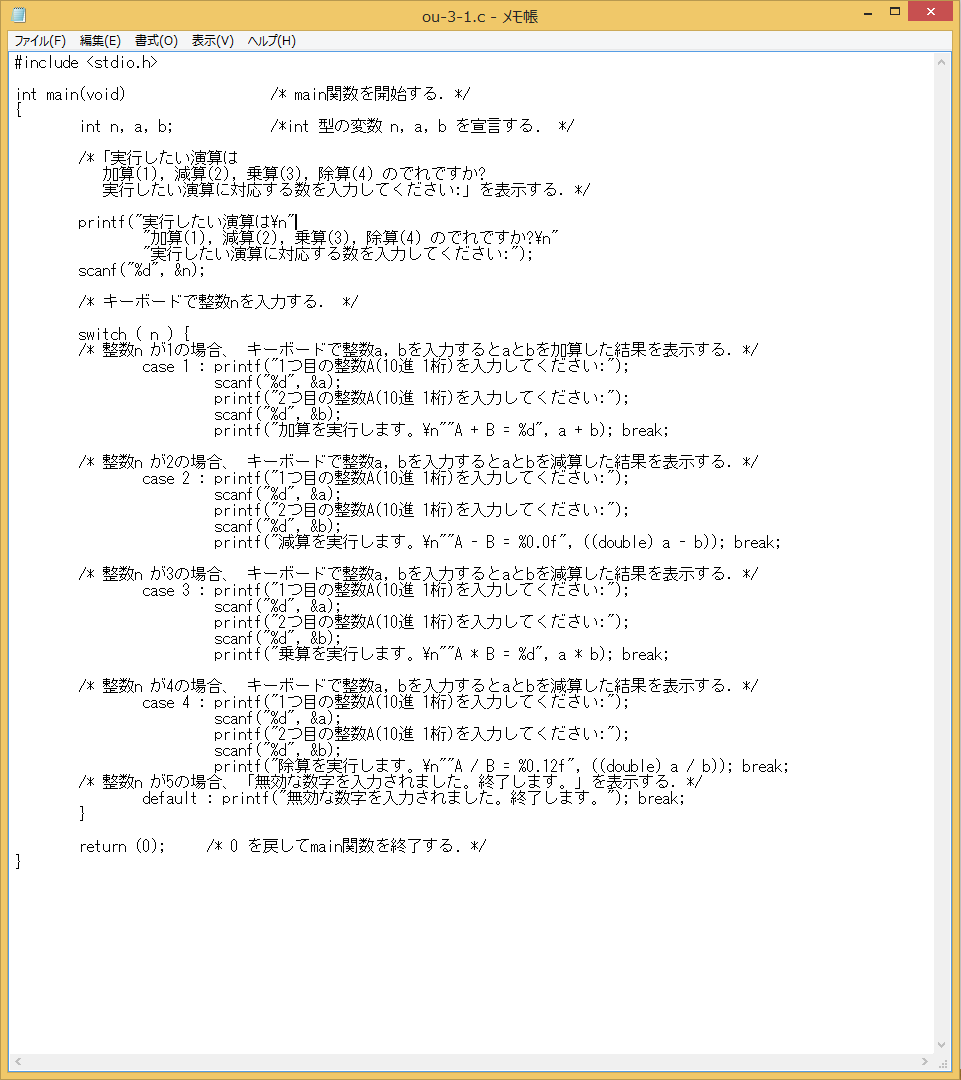 ou-3-1.c - メモ帳
ファイル(F) 編集(E) 書式(O) 表示(V) ヘルプ(H)
#include <stdio.h>
int main(void) /* main関数を開始する. */
{
int n, a, b; /*int 型の変数 n, a, b を宣言する. */
/*「実行したい演算は
加算(1), 減算(2), 乗算(3), 除算(4) のでれですか?
実行したい演算に対応する数を入力してください:」を表示する. */
printf("実行したい演算は¥n"
"加算(1), 減算(2), 乗算(3), 除算(4) のでれですか?¥n"
"実行したい演算に対応する数を入力してください:");
scanf("%d", &n);
/* キーボードで整数nを入力する. */
switch ( n ) {
/* 整数n が1の場合、 キーボードで整数a, bを入力するとaとbを加算した結果を表示する. */
case 1 : printf("1つ目の整数A(10進 1桁)を入力してください:");
scanf("%d", &a);
printf("2つ目の整数A(10進 1桁)を入力してください:");
scanf("%d", &b);
printf("加算を実行します。¥n""A + B = %d", a + b); break;
/* 整数n が2の場合、 キーボードで整数a, bを入力するとaとbを減算した結果を表示する. */
case 2 : printf("1つ目の整数A(10進 1桁)を入力してください:");
scanf("%d", &a);
printf("2つ目の整数A(10進 1桁)を入力してください:");
scanf("%d", &b);
printf("減算を実行します。¥n""A - B = %0.0f", ((double) a - b)); break;
/* 整数n が3の場合、 キーボードで整数a, bを入力するとaとbを減算した結果を表示する. */
case 3 : printf("1つ目の整数A(10進 1桁)を入力してください:");
scanf("%d", &a);
printf("2つ目の整数A(10進 1桁)を入力してください:");
scanf("%d", &b);
printf("乗算を実行します。¥n""A * B = %d", a * b); break;
/* 整数n が4の場合、 キーボードで整数a, bを入力するとaとbを減算した結果を表示する. */
case 4 : printf("1つ目の整数A(10進 1桁)を入力してください:");
scanf("%d", &a);
printf("2つ目の整数A(10進 1桁)を入力してください:");
scanf("%d", &b);
printf("除算を実行します。¥n""A / B = %0.12f", ((double) a / b)); break;
/* 整数n が5の場合、「無効な数字を入力されました。終了します。」を表示する. */
default : printf("無効な数字を入力されました。終了します。"); break;
}
return (0); /* 0 を戻してmain関数を終了する. */
}